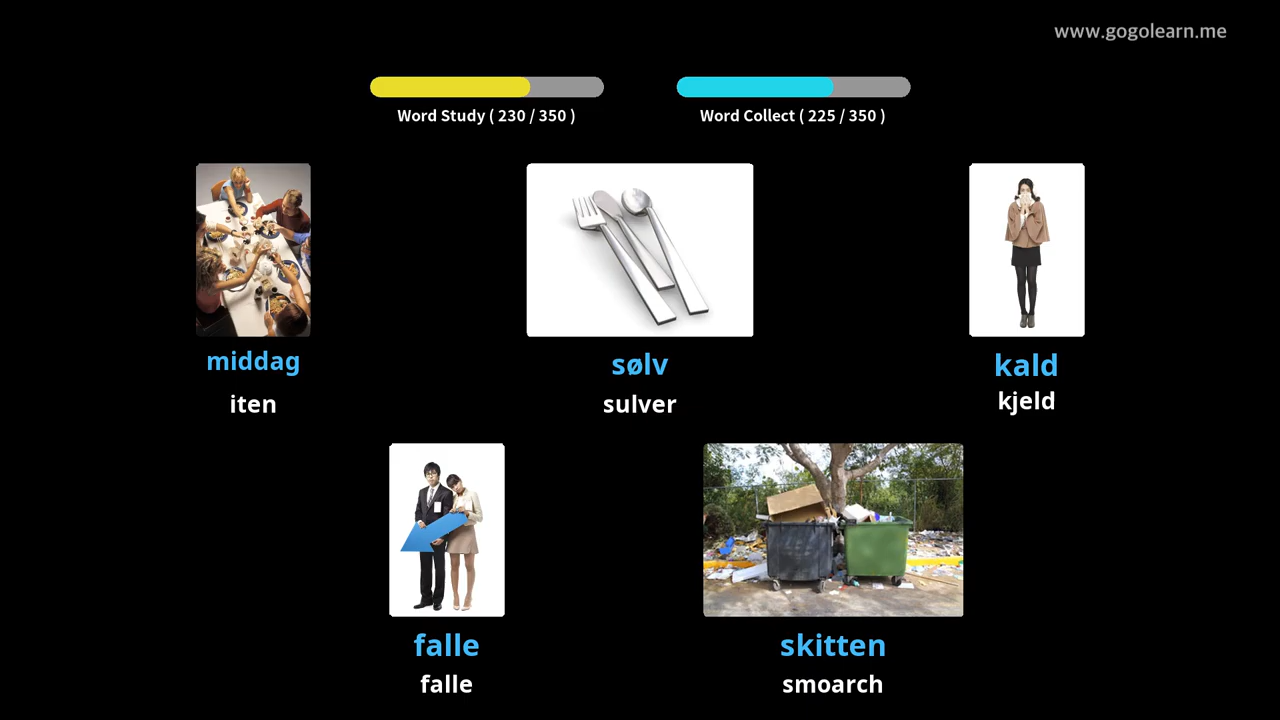 www.gogolearn.me
Word Study ( 230 / 350 )
Word Collect ( 225 / 350 )
middag
iten
sølv
sulver
kald
kjeld
falle
falle
skitten
smoarch